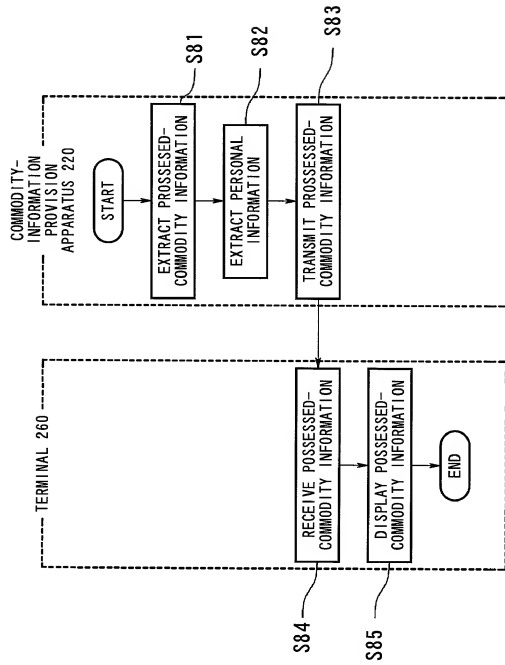 COMMODITY-
INFORMATION
PROVISION
APPARATUS 220
START
EXTRACT PROSSESED-
COMMODITY INFORMATION
S81
EXTRACT PERSONAL
INFORMATION
S82
TRANSMIT PROSSESSED-
COMMODITY INFORMATION
S83
TERMINAL 260
RECEIVE POSSESSED-
COMMODITY INFORMATION
S84
DISPLAY POSSESSED-
COMMODITY INFORMATION
S85
END